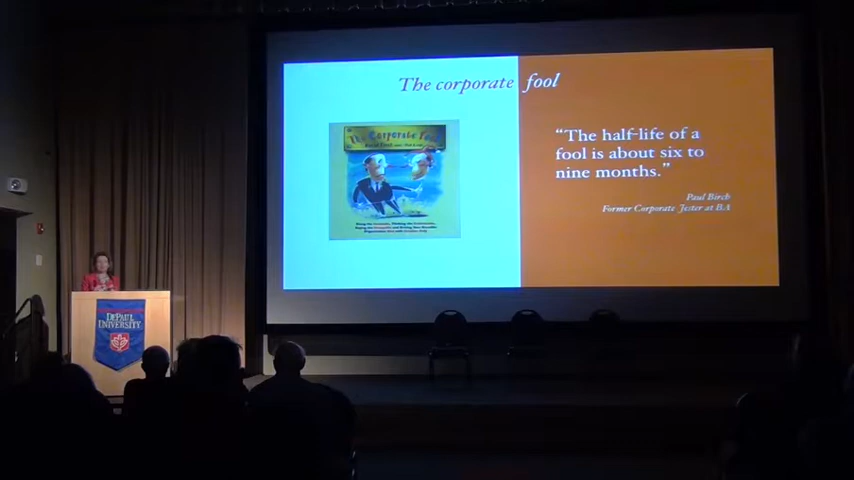 The corporate fool
The Corporate Fool
"The half-life of a
fool is about six to
nine months."
Paul Birch
Former Corporate Jester at BA
DEPAUL
UNIVERSITY